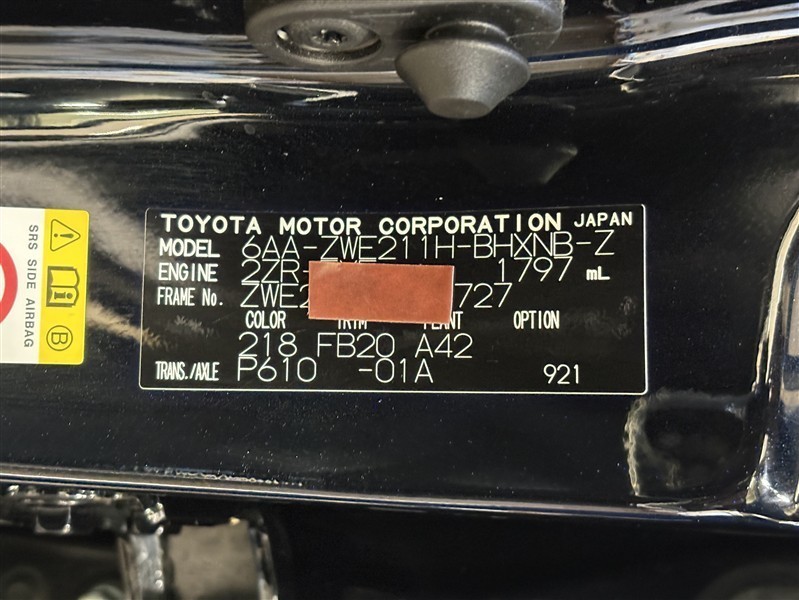 TOYOTA MOTOR CORPORATION JAPAN
MODEL 6AA-ZWE211H-BHXNB-Z
ENGINE 2ZR- 1797 mL
FRAME No. ZWE2 727
COLOR TRIM PLANT OPTION
218 FB20 A42
TRANS./AXLE P610 -01A 921
SRS SIDE AIRBAG
B